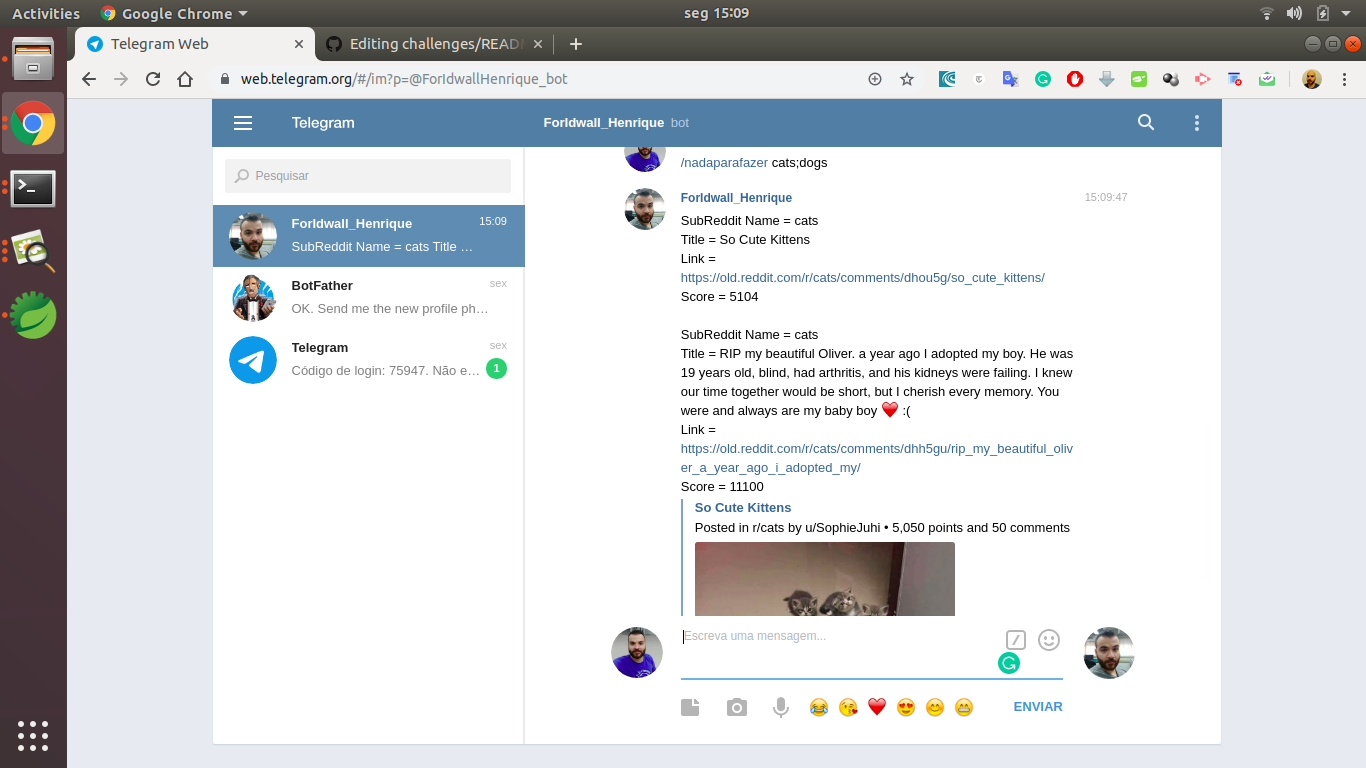 Activities
Google Chrome
seg 15:09
Telegram Web
Editing challenges/READ
web.telegram.org/#/im?p=@ForIdwallHenrique_bot
Telegram
ForIdwall_Henrique bot
Pesquisar
ForIdwall_Henrique 15:09
SubReddit Name = cats Title …
BotFather sex
OK. Send me the new profile ph…
Telegram sex
Código de login: 75947. Não e… 1
/nadaparafazer cats;dogs
ForIdwall_Henrique 15:09:47
SubReddit Name = cats
Title = So Cute Kittens
Link =
https://old.reddit.com/r/cats/comments/dhou5g/so_cute_kittens/
Score = 5104
SubReddit Name = cats
Title = RIP my beautiful Oliver. a year ago I adopted my boy. He was
19 years old, blind, had arthritis, and his kidneys were failing. I knew
our time together would be short, but I cherish every memory. You
were and always are my baby boy ❤️ :(
Link =
https://old.reddit.com/r/cats/comments/dhh5gu/rip_my_beautiful_oliv
er_a_year_ago_i_adopted_my/
Score = 11100
So Cute Kittens
Posted in r/cats by u/SophieJuhi • 5,050 points and 50 comments
Escreva uma mensagem...
ENVIAR